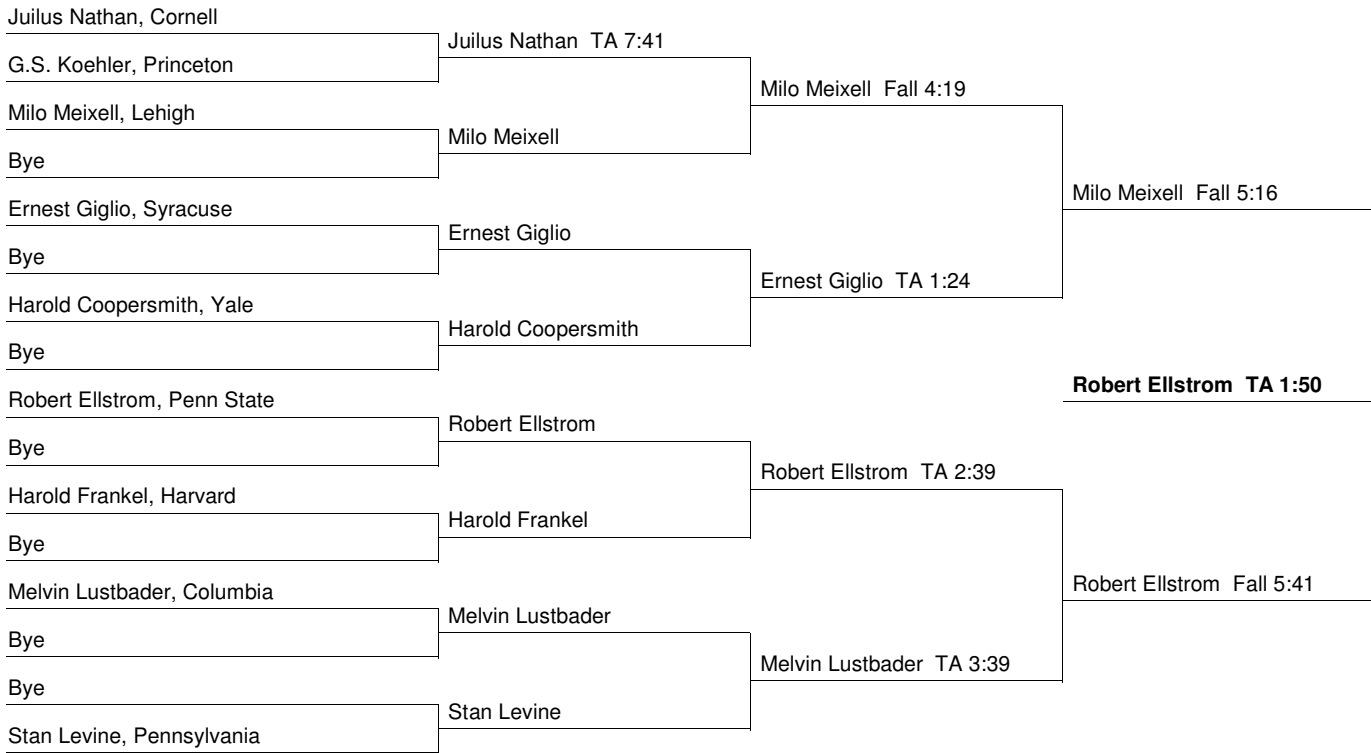 Juilus Nathan, Cornell
G.S. Koehler, Princeton
Milo Meixell, Lehigh
Bye
Ernest Giglio, Syracuse
Bye
Harold Coopersmith, Yale
Bye
Robert Ellstrom, Penn State
Bye
Harold Frankel, Harvard
Bye
Melvin Lustbader, Columbia
Bye
Bye
Stan Levine, Pennsylvania
Juilus Nathan TA 7:41
Milo Meixell
Ernest Giglio
Harold Coopersmith
Robert Ellstrom
Harold Frankel
Melvin Lustbader
Stan Levine
Milo Meixell Fall 4:19
Ernest Giglio TA 1:24
Robert Ellstrom TA 2:39
Melvin Lustbader TA 3:39
Milo Meixell Fall 5:16
Robert Ellstrom TA 1:50
Robert Ellstrom Fall 5:41